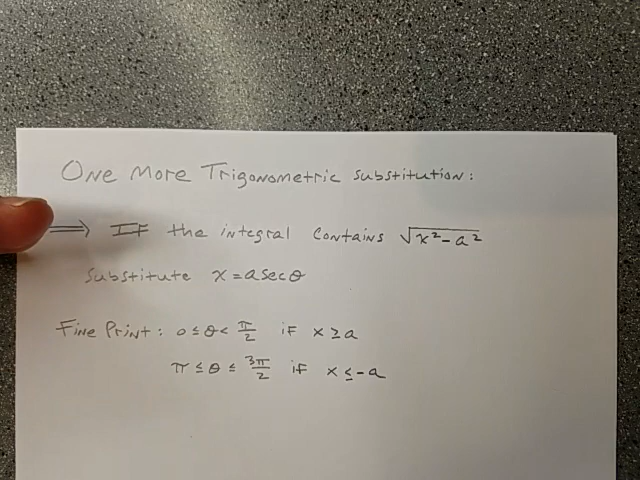 One More Trigonometric Substitution:
⇒ IF the integral contains √(x²-a²)
Substitute x = a sec θ
Fine Print: 0 ≤ θ < π/2 if x ≥ a
π ≤ θ ≤ 3π/2 if x ≤ -a